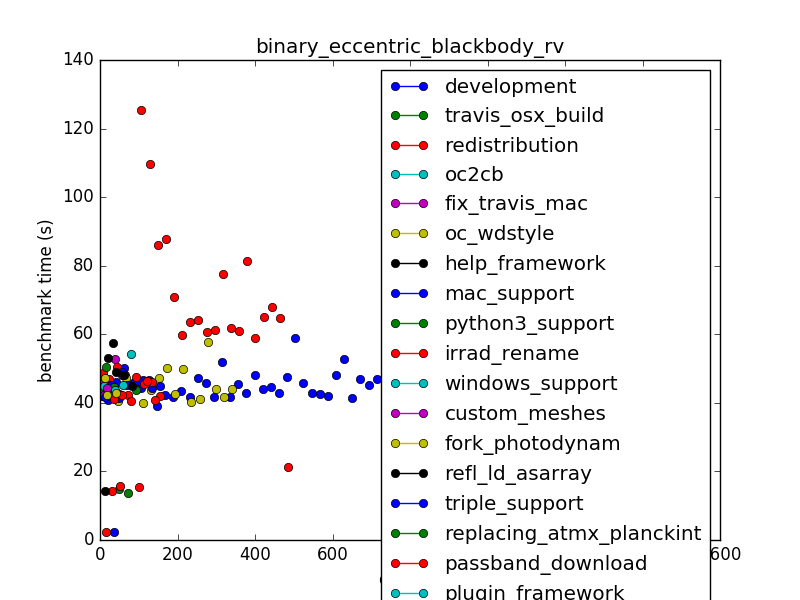 binary_eccentric_blackbody_rv
benchmark time (s)
140
120
100
80
60
40
20
0
0
200
400
600
600
development
travis_osx_build
redistribution
oc2cb
fix_travis_mac
oc_wdstyle
help_framework
mac_support
python3_support
irrad_rename
windows_support
custom_meshes
fork_photodynam
refl_ld_asarray
triple_support
replacing_atmx_planckint
passband_download
plugin_framework